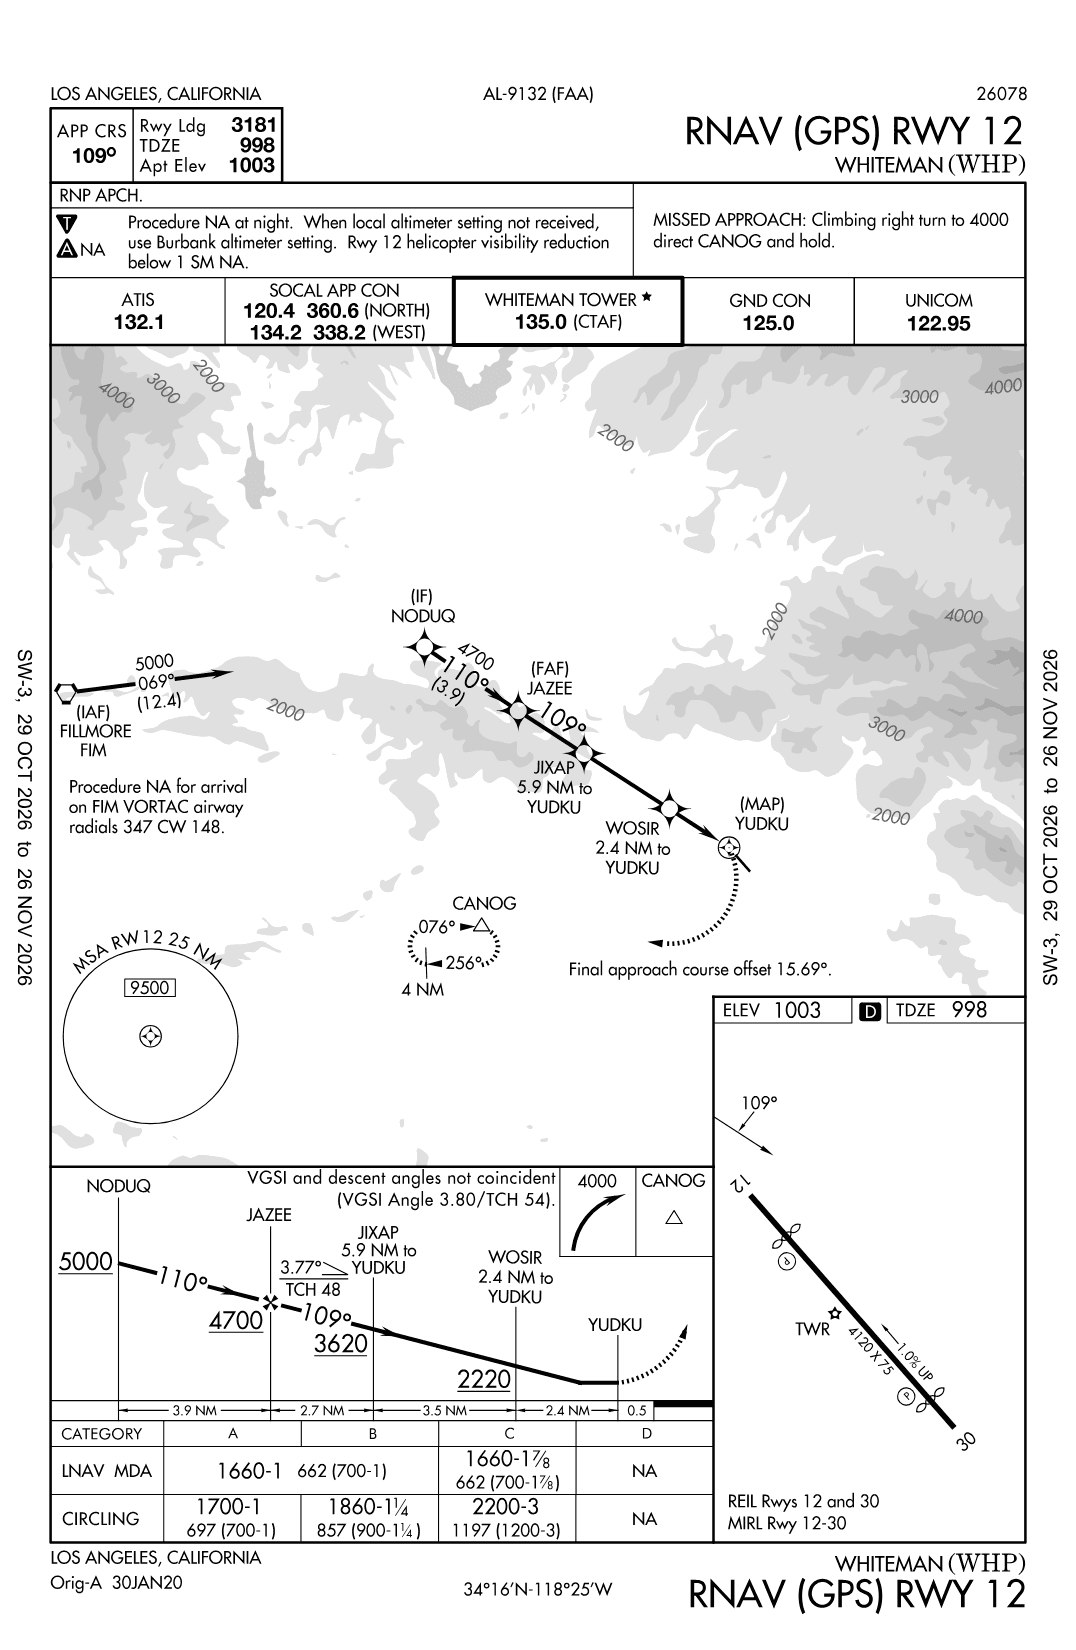 LOS ANGELES, CALIFORNIA
AL-9132 (FAA)
26078
APP CRS
109°
Rwy Ldg 3181
TDZE 998
Apt Elev 1003
RNAV (GPS) RWY 12
WHITEMAN (WHP)
RNP APCH.
T
A NA
Procedure NA at night. When local altimeter setting not received,
use Burbank altimeter setting. Rwy 12 helicopter visibility reduction
below 1 SM NA.
MISSED APPROACH: Climbing right turn to 4000
direct CANOG and hold.
ATIS
132.1
SOCAL APP CON
120.4 360.6 (NORTH)
134.2 338.2 (WEST)
WHITEMAN TOWER ★
135.0 (CTAF)
GND CON
125.0
UNICOM
122.95
4000
3000
2000
2000
3000
4000
(IF)
NODUQ
4700
110°
(3.9)
(FAF)
JAZEE
109°
2000
4000
5000
069°
(12.4)
(IAF)
FILLMORE
FIM
2000
3000
JIXAP
5.9 NM to
YUDKU
Procedure NA for arrival
on FIM VORTAC airway
radials 347 CW 148.
(MAP)
YUDKU
2000
WOSIR
2.4 NM to
YUDKU
CANOG
076°
256°
4 NM
Final approach course offset 15.69°.
MSA RW12 25 NM
9500
SW-3, 29 OCT 2026 to 26 NOV 2026
SW-3, 29 OCT 2026 to 26 NOV 2026
ELEV 1003
D
TDZE 998
109°
12
P
TWR
4120 X 75
1.0% UP
P
30
REIL Rwys 12 and 30
MIRL Rwy 12-30
VGSI and descent angles not coincident
(VGSI Angle 3.80/TCH 54).
4000
CANOG
NODUQ
JAZEE
JIXAP
5.9 NM to
YUDKU
WOSIR
2.4 NM to
YUDKU
YUDKU
5000
110°
3.77°
TCH 48
4700
109°
3620
2220
3.9 NM
2.7 NM
3.5 NM
2.4 NM
0.5
CATEGORY A B C D
LNAV MDA 1660-1 662 (700-1) 1660-1⅞ 662 (700-1⅞) NA
CIRCLING 1700-1 697 (700-1) 1860-1¼ 857 (900-1¼) 2200-3 1197 (1200-3) NA
LOS ANGELES, CALIFORNIA
Orig-A 30JAN20
34°16'N-118°25'W
WHITEMAN (WHP)
RNAV (GPS) RWY 12